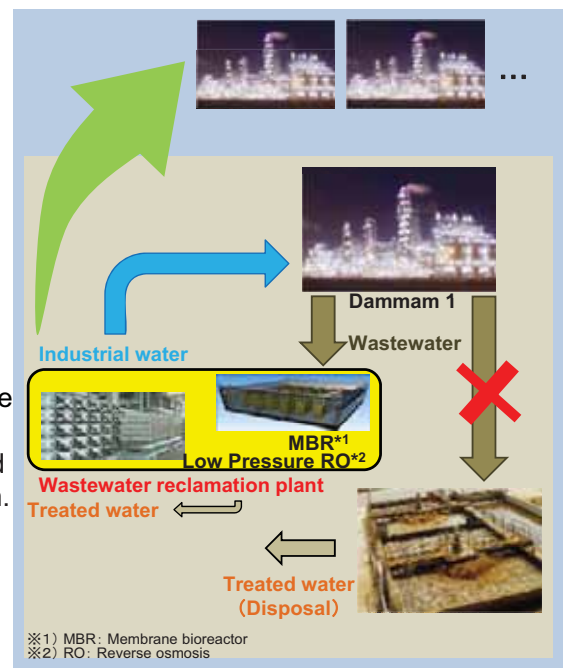 …
Dammam 1
Wastewater
Industrial water
e
MBR*1
Low Pressure RO*2
d
Wastewater reclamation plant
n.
Treated water
Treated water
（Disposal）
※1） MBR： Membrane bioreactor
※2） RO： Reverse osmosis